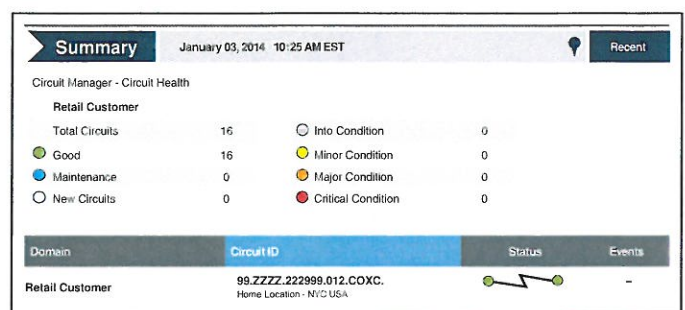 Summary January 03, 2014 10:25 AM EST Recent
Circuit Manager - Circuit Health
Retail Customer
Total Circuits 16 Into Condition 0
Good 16 Minor Condition 0
Maintenance 0 Major Condition 0
New Circuits 0 Critical Condition 0
Domain Circuit ID Status Events
Retail Customer 99.ZZZZ.222999.012.COXC. –
Home Location - NYC USA